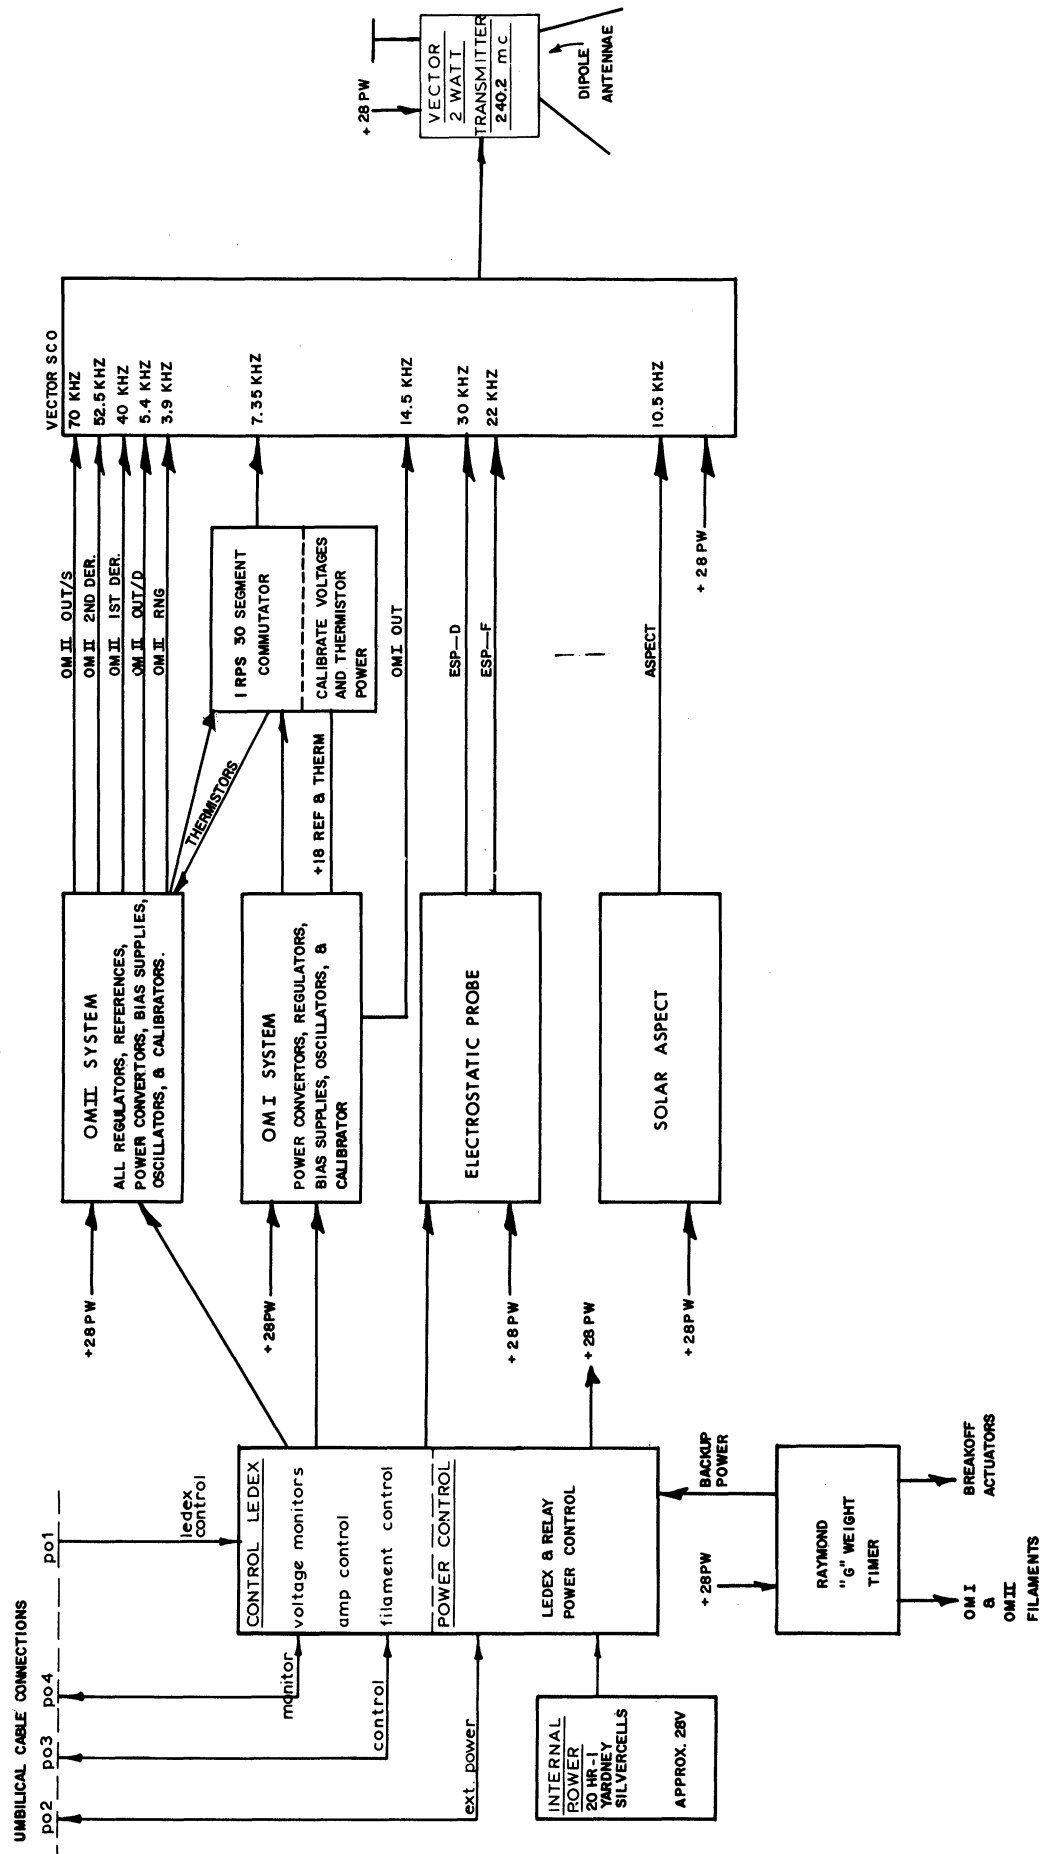 UMBILICAL CABLE CONNECTIONS
po2
po3
po4
po1
ext. power
control
monitor
ledex
control
INTERNAL
POWER
20 HR-1
YARDNEY
SILVERCELLS
APPROX. 28V
CONTROL LEDEX
voltage monitors
amp control
filament control
POWER CONTROL
LEDEX & RELAY
POWER CONTROL
+28 PW
BACKUP
POWER
+28PW
RAYMOND
"G" WEIGHT
TIMER
OM I
&
OMII
FILAMENTS
BREAKOFF
ACTUATORS
+28PW
OMII SYSTEM
ALL REGULATORS, REFERENCES,
POWER CONVERTORS, BIAS SUPPLIES,
OSCILLATORS, & CALIBRATORS.
+28PW
OM I SYSTEM
POWER CONVERTORS, REGULATORS,
BIAS SUPPLIES, OSCILLATORS, &
CALIBRATOR
+28 PW
ELECTROSTATIC PROBE
+28PW
SOLAR ASPECT
THERMISTORS
+18 REF & THERM
1 RPS 30 SEGMENT
COMMUTATOR
CALIBRATE VOLTAGES
AND THERMISTOR
POWER
OM II OUT/S
OM II 2ND DER.
OM II 1ST DER.
OM II OUT/D
OM II RNG
OMI OUT
ESP—D
ESP—F
ASPECT
+ 28 PW
VECTOR SCO
70 KHZ
52.5 KHZ
40 KHZ
5.4 KHZ
3.9 KHZ
7.35 KHZ
14.5 KHZ
30 KHZ
22 KHZ
10.5 KHZ
+ 28 PW
VECTOR
2 WATT
TRANSMITTER
240.2 mc
DIPOLE
ANTENNAE